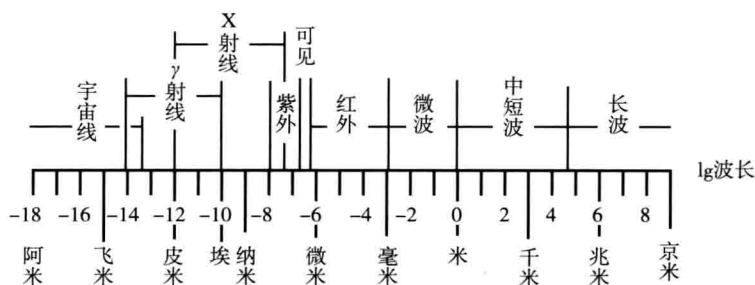 X射线
可见
γ射线
宇宙线
紫外
红外
微波
中短波
长波
lg波长
-18 -16 -14 -12 -10 -8 -6 -4 -2 0 2 4 6 8
阿米 飞米 皮米 埃 纳米 微米 毫米 米 千米 兆米 京米